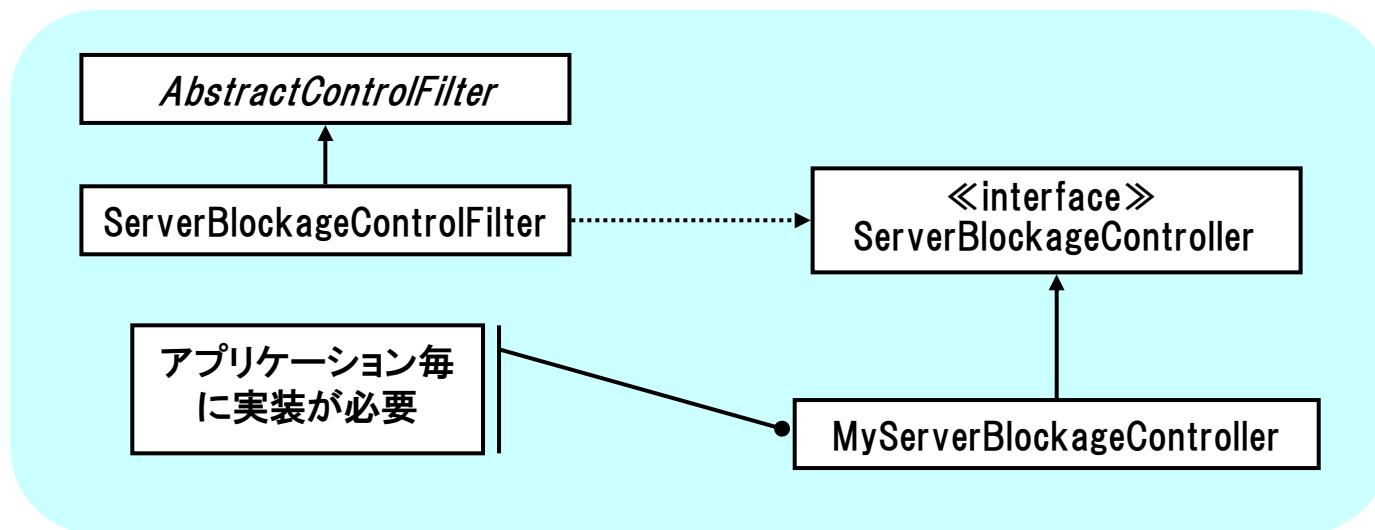 AbstractControlFilter
ServerBlockageControlFilter
≪interface≫
ServerBlockageController
アプリケーション毎
に実装が必要
MyServerBlockageController